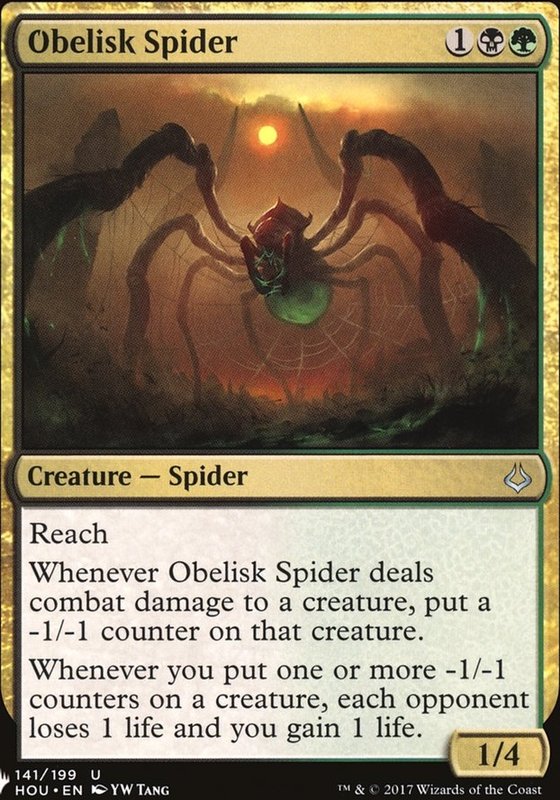 Obelisk Spider 1
Creature — Spider
Reach
Whenever Obelisk Spider deals
combat damage to a creature, put a
-1/-1 counter on that creature.
Whenever you put one or more -1/-1
counters on a creature, each opponent
loses 1 life and you gain 1 life.
1/4
141/199 U
HOU • EN YW Tang
™ & © 2017 Wizards of the Coast